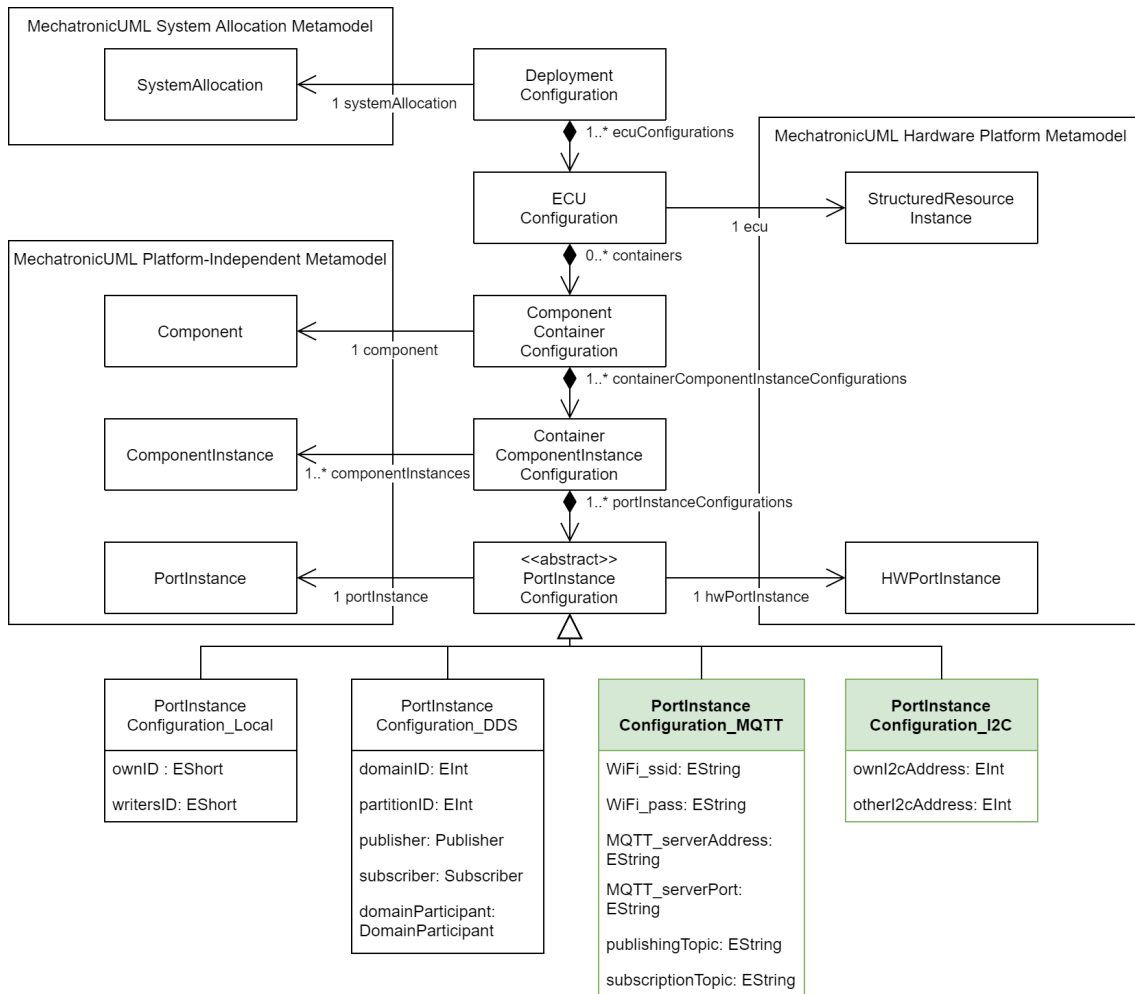 MechatronicUML System Allocation Metamodel
SystemAllocation
Deployment
Configuration
1 systemAllocation
1..* ecuConfigurations
MechatronicUML Hardware Platform Metamodel
ECU
Configuration
StructuredResource
Instance
1 ecu
0..* containers
MechatronicUML Platform-Independent Metamodel
Component
Component
Container
Configuration
1 component
1..* containerComponentInstanceConfigurations
ComponentInstance
Container
ComponentInstance
Configuration
1..* componentInstances
1..* portInstanceConfigurations
PortInstance
<<abstract>>
PortInstance
Configuration
HWPortInstance
1 portInstance
1 hwPortInstance
PortInstance
Configuration_Local
ownID : EShort
writersID: EShort
PortInstance
Configuration_DDS
domainID: EInt
partitionID: EInt
publisher: Publisher
subscriber: Subscriber
domainParticipant:
DomainParticipant
PortInstance
Configuration_MQTT
WiFi_ssid: EString
WiFi_pass: EString
MQTT_serverAddress:
EString
MQTT_serverPort:
EString
publishingTopic: EString
subscriptionTopic: EString
PortInstance
Configuration_I2C
ownI2cAddress: EInt
otherI2cAddress: EInt